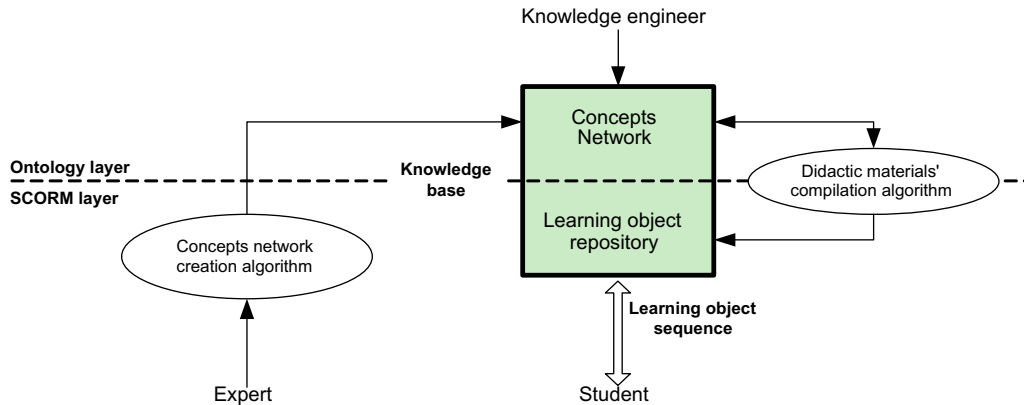 Knowledge engineer
Concepts
Network
Ontology layer
SCORM layer
Knowledge
base
Didactic materials'
compilation algorithm
Learning object
repository
Concepts network
creation algorithm
Learning object
sequence
Expert
Student